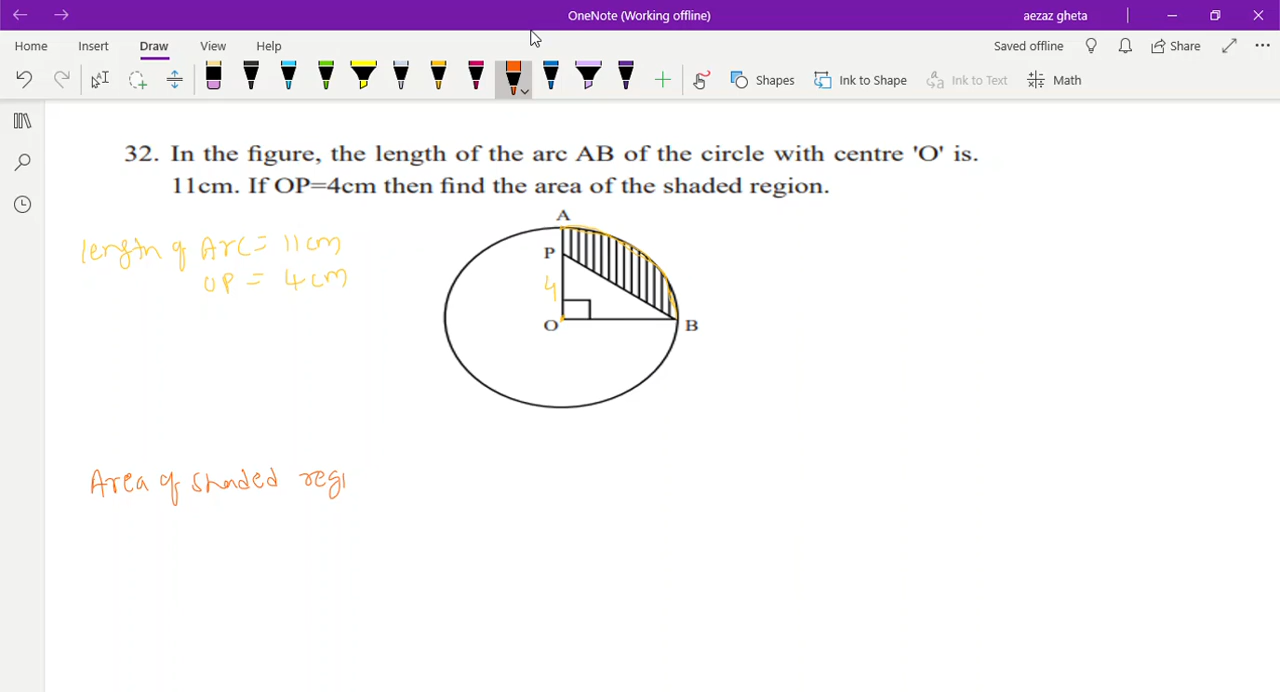 OneNote (Working offline)
aezaz gheta
Home Insert Draw View Help
Saved offline
Share
Shapes
Ink to Shape
Ink to Text
Math
32. In the figure, the length of the arc AB of the circle with centre 'O' is.
11cm. If OP=4cm then find the area of the shaded region.
A
length of Arc = 11cm
P
OP = 4cm
4
O
B
Area of Shaded regi